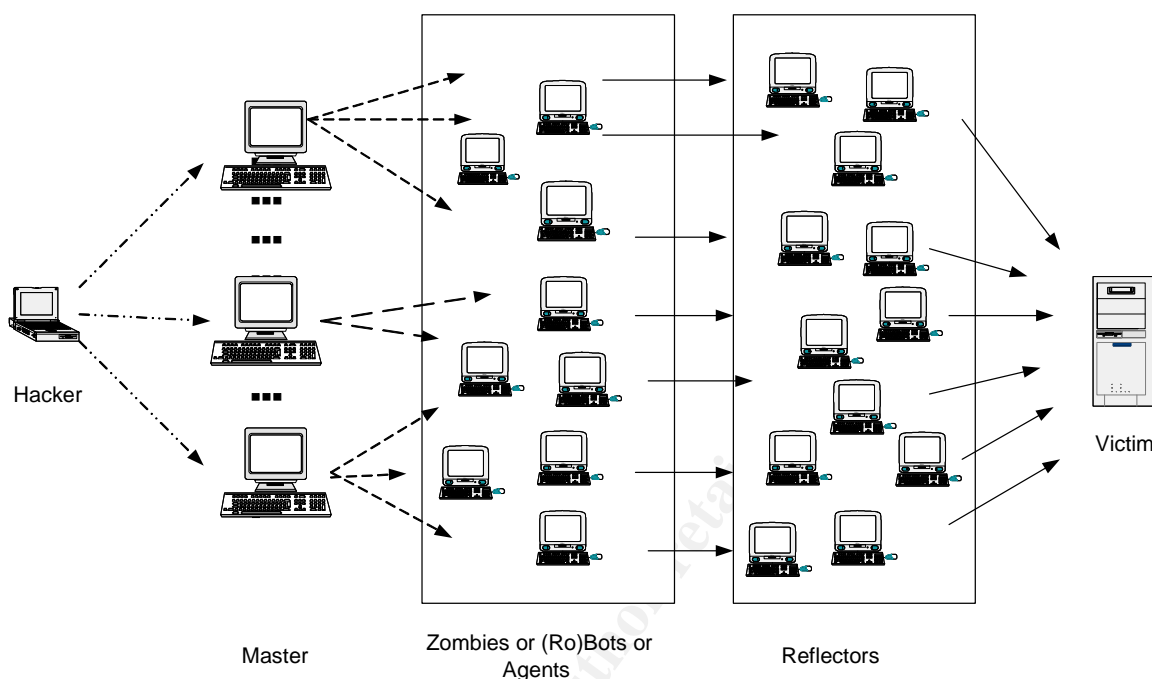 Hacker
Victim
Master
Zombies or (Ro)Bots or
Agents
Reflectors